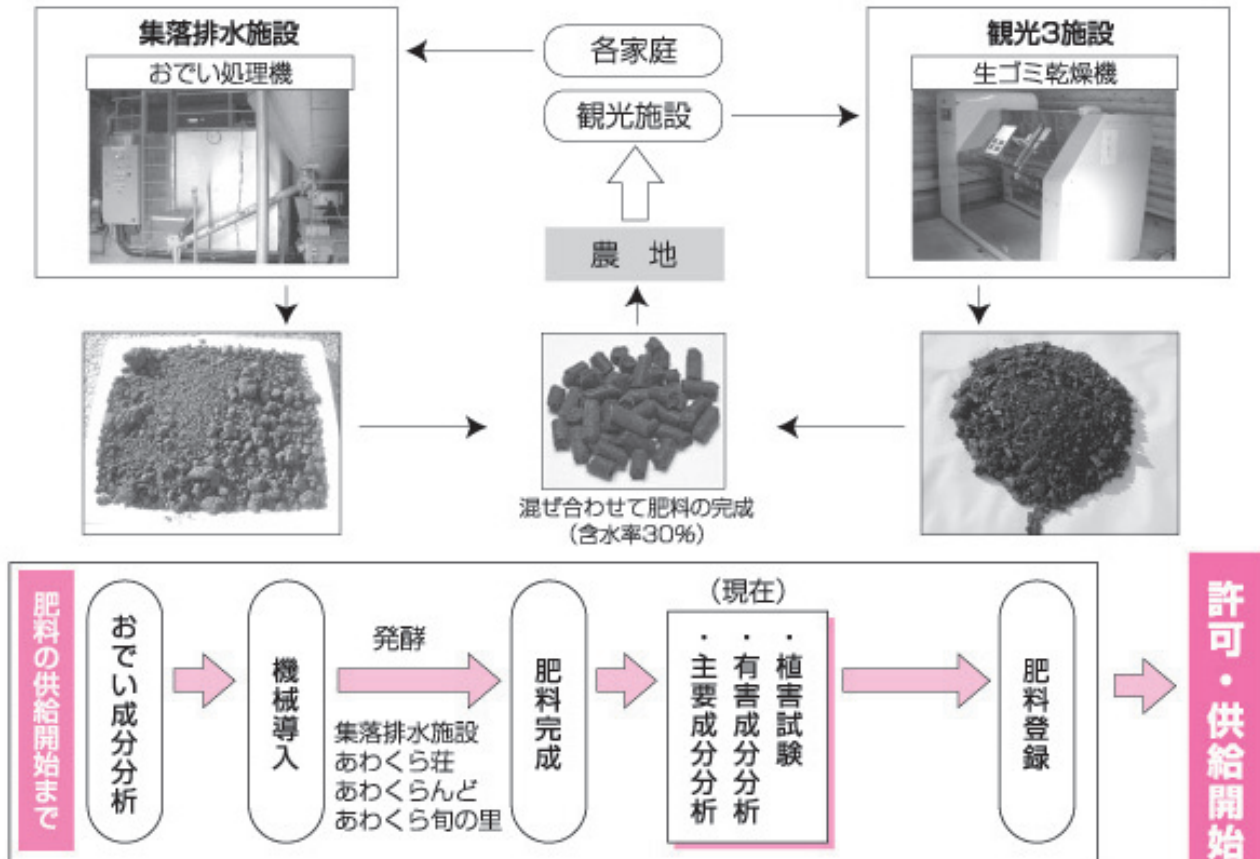 集落排水施設
おでい処理機
各家庭
観光施設
観光3施設
生ゴミ乾燥機
農 地
混ぜ合わせて肥料の完成
(含水率30%)
肥料の供給開始まで
おでい成分分析
機械導入
発酵
集落排水施設
あわくら荘
あわくらんど
あわくら旬の里
肥料完成
(現在)
・植害試験
・有害成分分析
・主要成分分析
肥料登録
許可・供給開始